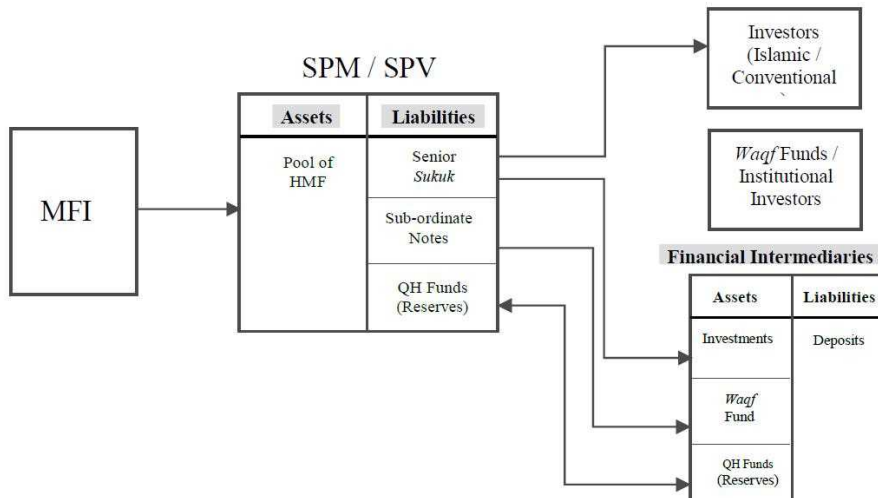 SPM / SPV
MFI
Assets
Liabilities
Pool of
HMF
Senior
Sukuk
Sub-ordinate
Notes
QH Funds
(Reserves)
Investors
(Islamic /
Conventional
`
Waqf Funds /
Institutional
Investors
Financial Intermediaries
Assets
Liabilities
Investments
Deposits
Waqf
Fund
QH Funds
(Reserves)